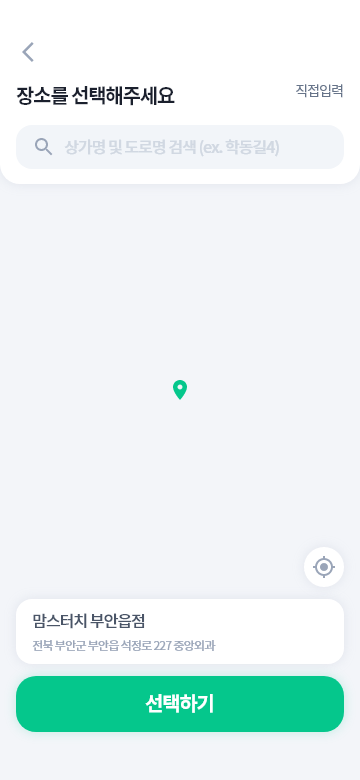 장소를 선택해주세요
직접입력
상가명 및 도로명 검색 (ex. 학동길4)
맘스터치 부안읍점
전북 부안군 부안읍 석정로 227 중앙외과
선택하기